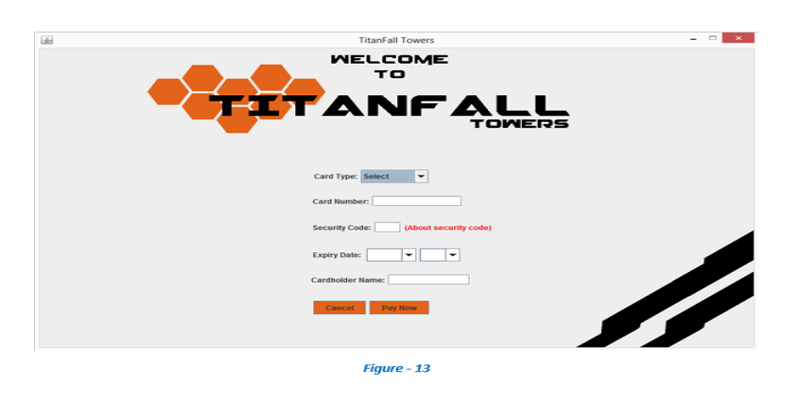 TitanFall Towers
WELCOME
TO
TITANFALL
TOWERS
Card Type: Select
Card Number:
Security Code: (About security code)
Expiry Date:
Cardholder Name:
Cancel Pay Now
Figure - 13